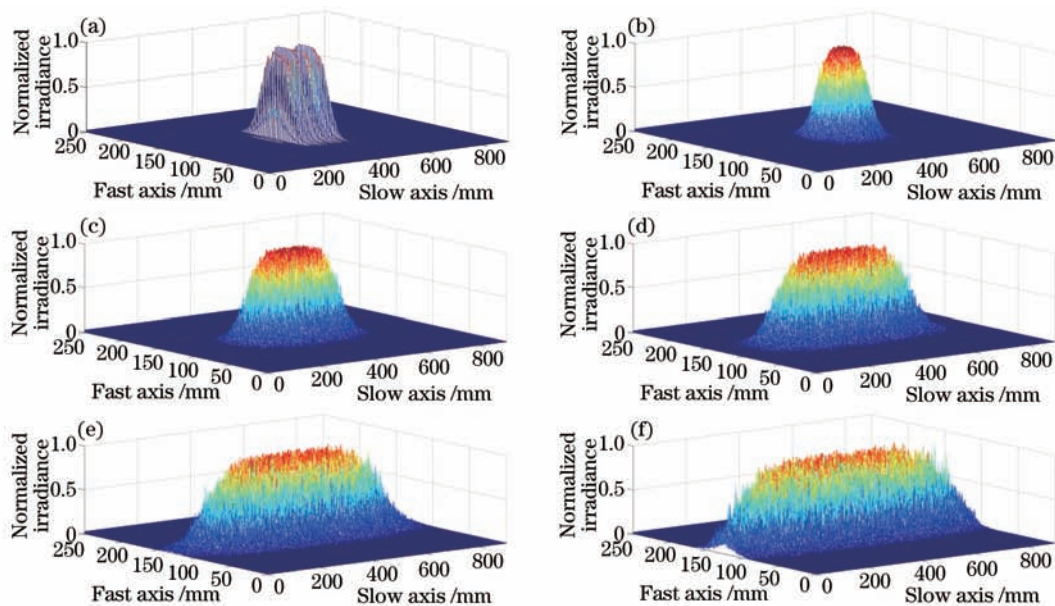 (a)
Normalized
irradiance
1.0
0.5
0
250
200
150
100
50
0
Fast axis /mm
0
200
400
600
800
Slow axis /mm
(b)
Normalized
irradiance
1.0
0.5
0
250
200
150
100
50
0
Fast axis /mm
0
200
400
600
800
Slow axis /mm
(c)
Normalized
irradiance
1.0
0.5
0
250
200
150
100
50
0
Fast axis /mm
0
200
400
600
800
Slow axis /mm
(d)
Normalized
irradiance
1.0
0.5
0
250
200
150
100
50
0
Fast axis /mm
0
200
400
600
800
Slow axis /mm
(e)
Normalized
irradiance
1.0
0.5
0
250
200
150
100
50
0
Fast axis /mm
0
200
400
600
800
Slow axis /mm
(f)
Normalized
irradiance
1.0
0.5
0
250
200
150
100
50
0
Fast axis /mm
0
200
400
600
800
Slow axis /mm